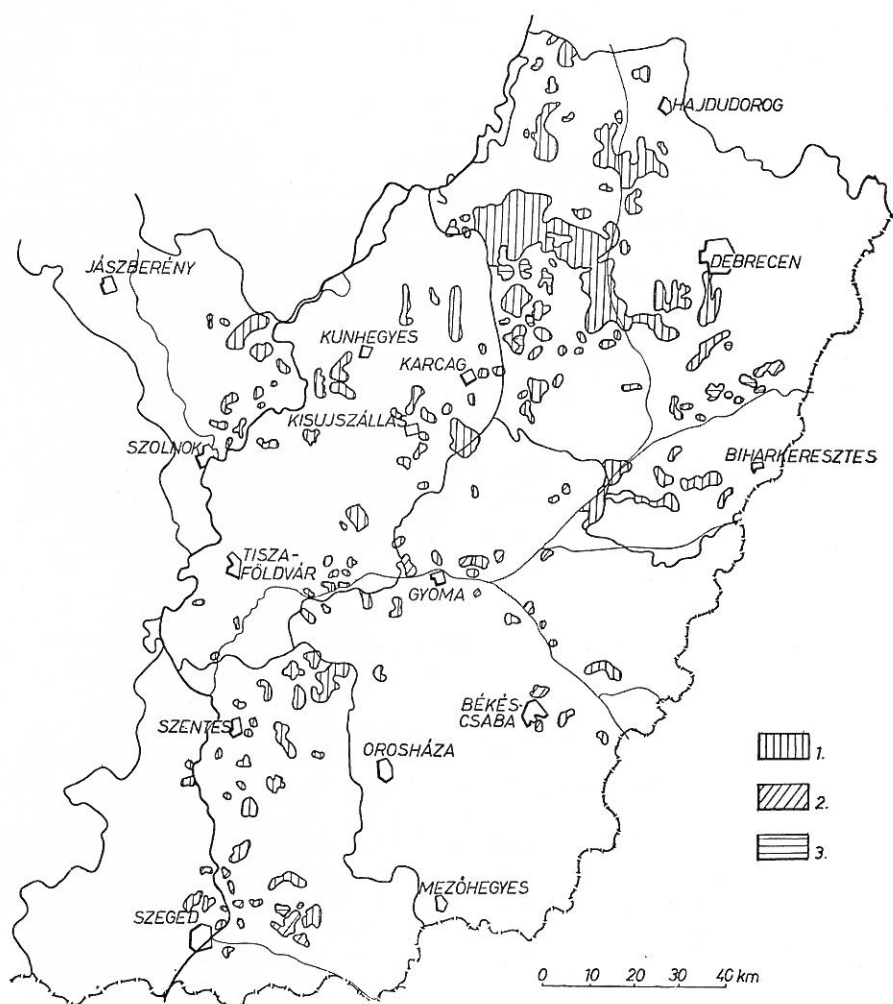 HAJDUDOROG
DEBRECEN
JÁSZBERÉNY
KUNHEGYES
KARCAG
KISUJSZÁLLÁS
SZOLNOK
BIHARKERESZTES
TISZA-
FÖLDVÁR
GYOMA
BÉKÉS-
CSABA
SZENTES
OROSHÁZA
1.
2.
3.
MEZŐHEGYES
SZEGED
0 10 20 30 40 km